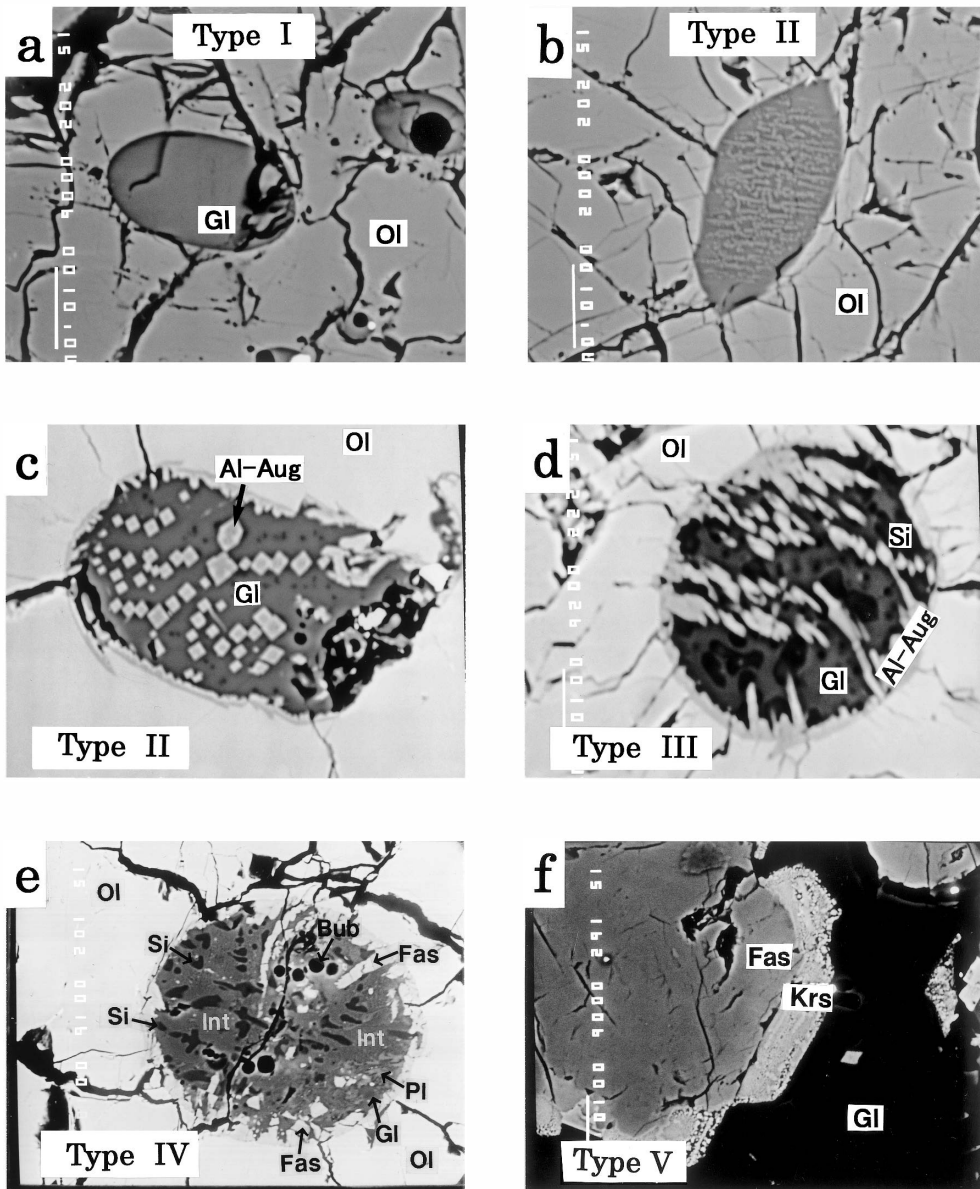 a
Type I
Gl
Ol
b
Type II
Ol
c
Ol
Al-Aug
Gl
Type II
d
Ol
Si
Al-Aug
Gl
Type III
e
Ol
Si
Bub
Fas
Si
Int
Int
Pl
Gl
Fas
Ol
Type IV
f
Fas
Krs
Gl
Type V